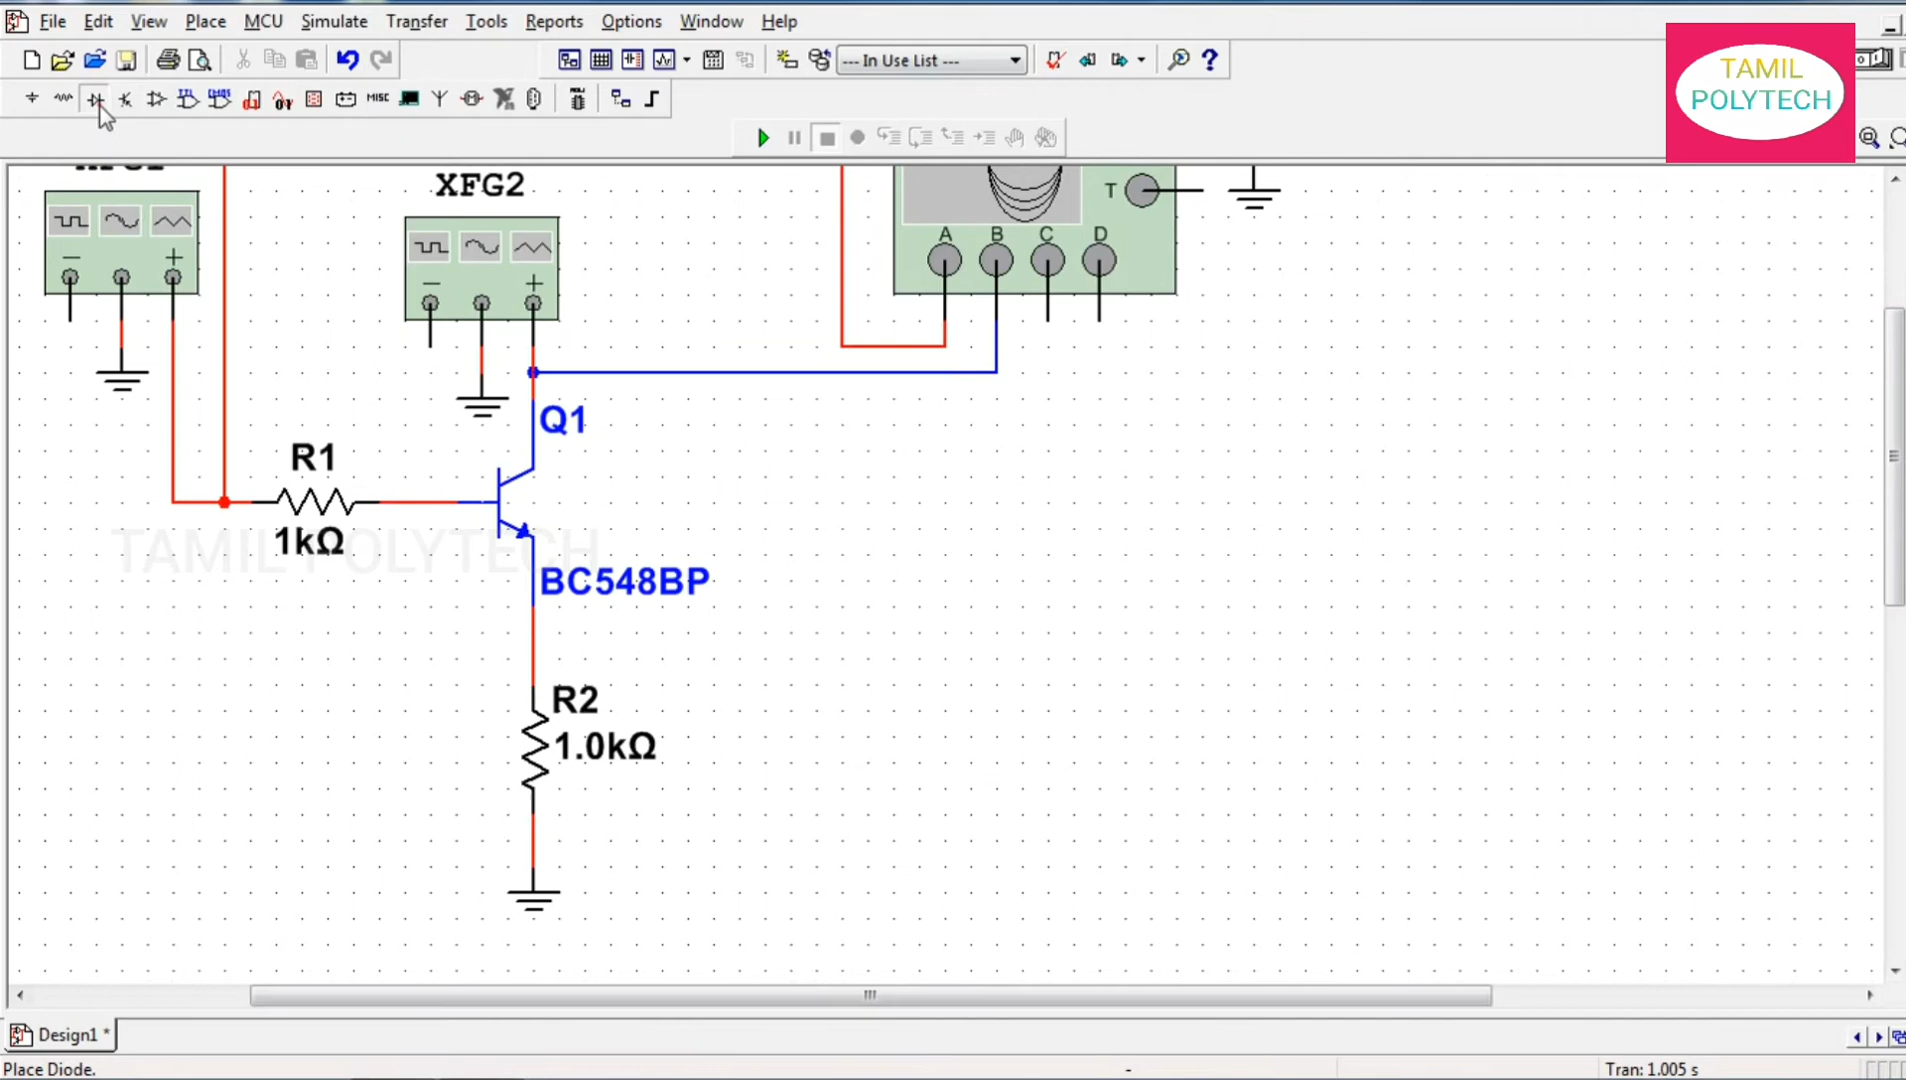 File Edit View Place MCU Simulate Transfer Tools Reports Options Window Help
--- In Use List ---
MISC
TAMIL
POLYTECH
XFG2
T
A B C D
Q1
R1
1kΩ
TAMIL POLYTECH
BC548BP
R2
1.0kΩ
Design1 *
Place Diode.
-
Tran: 1.005 s